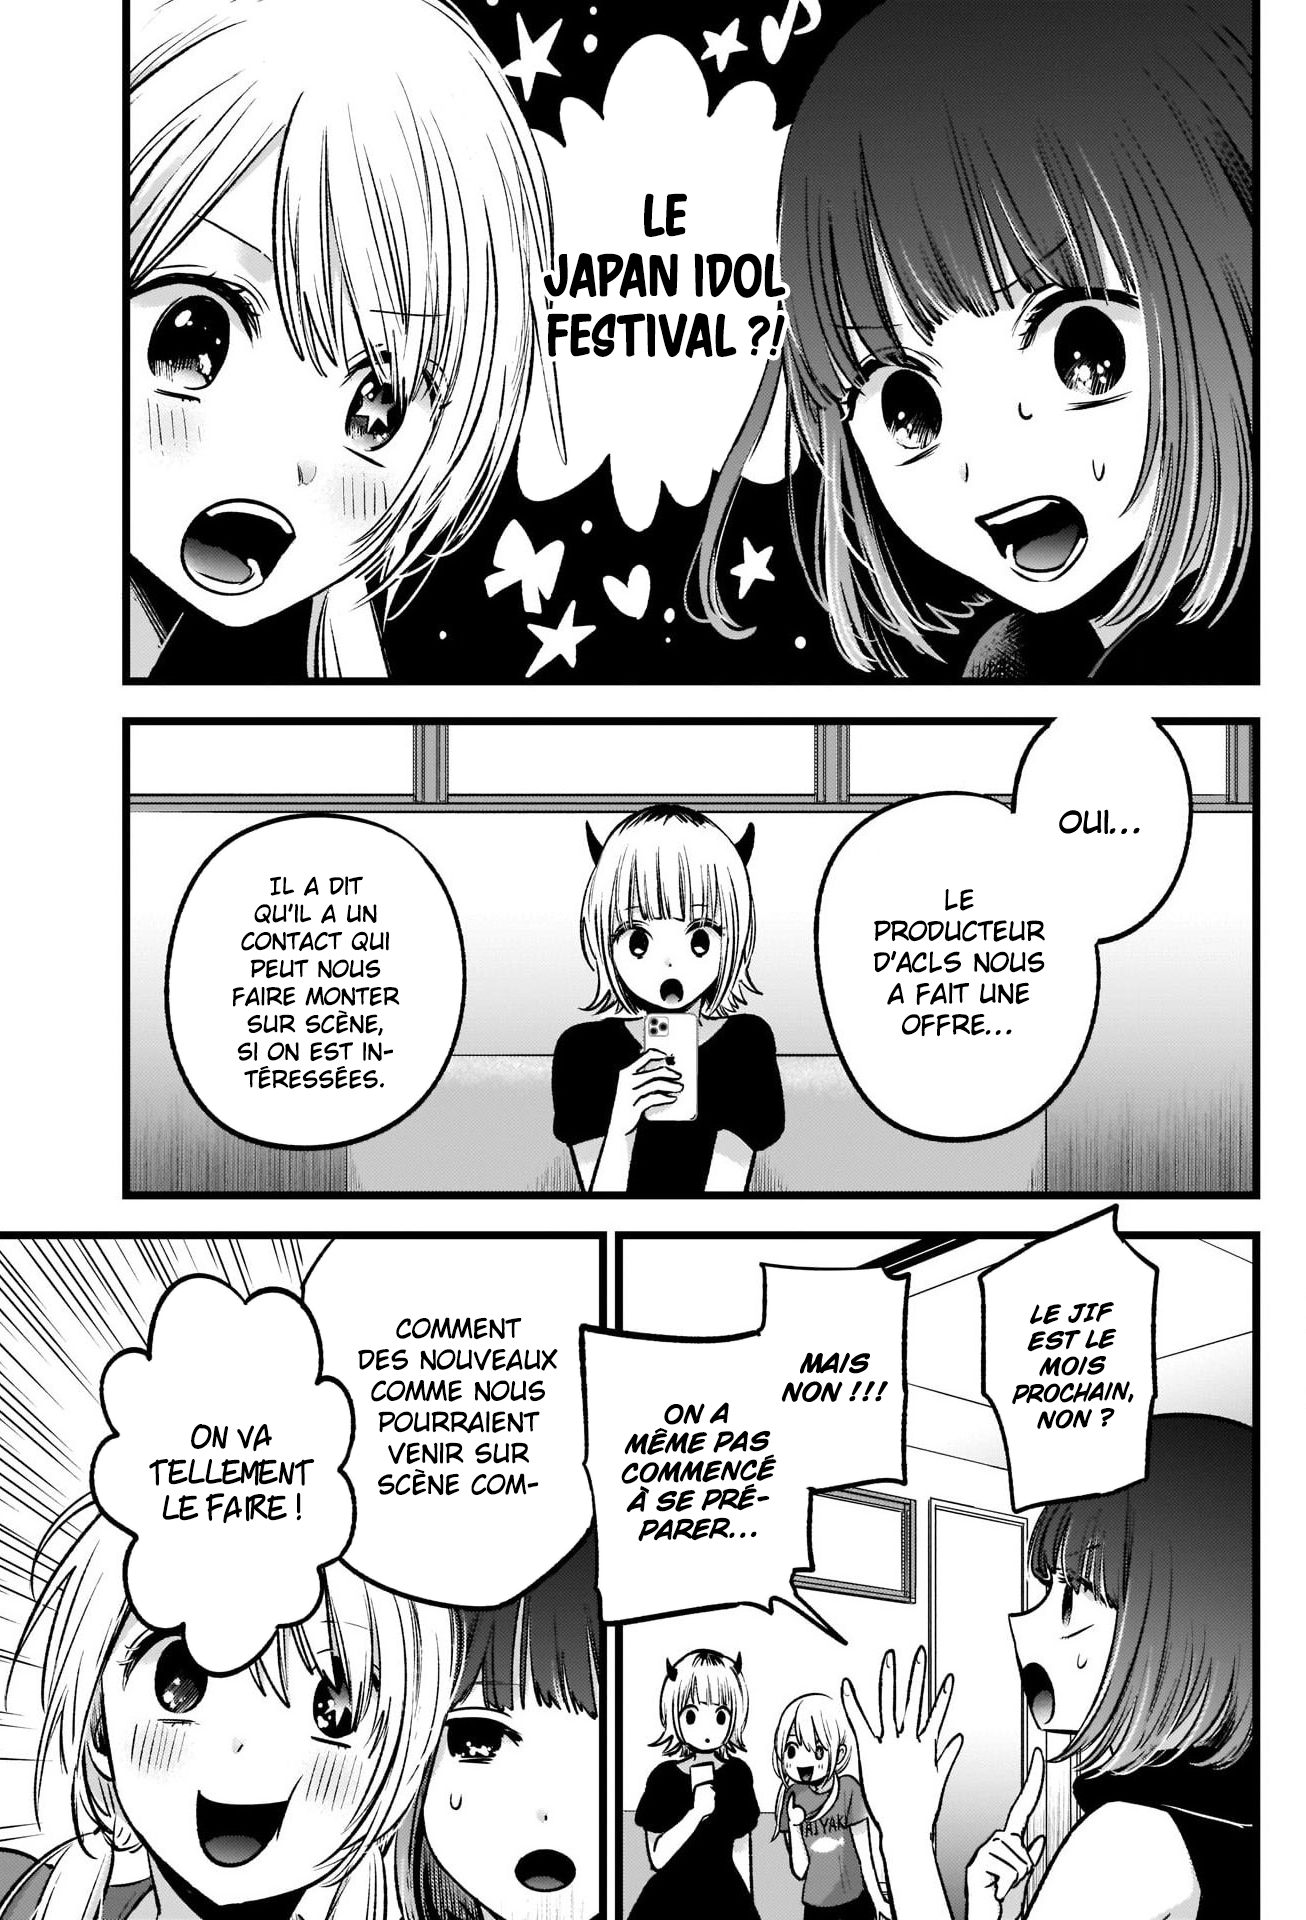 LE
JAPAN IDOL
FESTIVAL ?!
OUI...
LE
PRODUCTEUR
D'ACLS NOUS
A FAIT UNE
OFFRE...
IL A DIT
QU'IL A UN
CONTACT QUI
PEUT NOUS
FAIRE MONTER
SUR SCÈNE,
SI ON EST IN-
TÉRESSÉES.
LE JIF
EST LE
MOIS
PROCHAIN,
NON ?
MAIS
NON !!!
ON A
MÊME PAS
COMMENCÉ
À SE PRÉ-
PARER...
COMMENT
DES NOUVEAUX
COMME NOUS
POURRAIENT
VENIR SUR
SCÈNE COM-
ON VA
TELLEMENT
LE FAIRE !